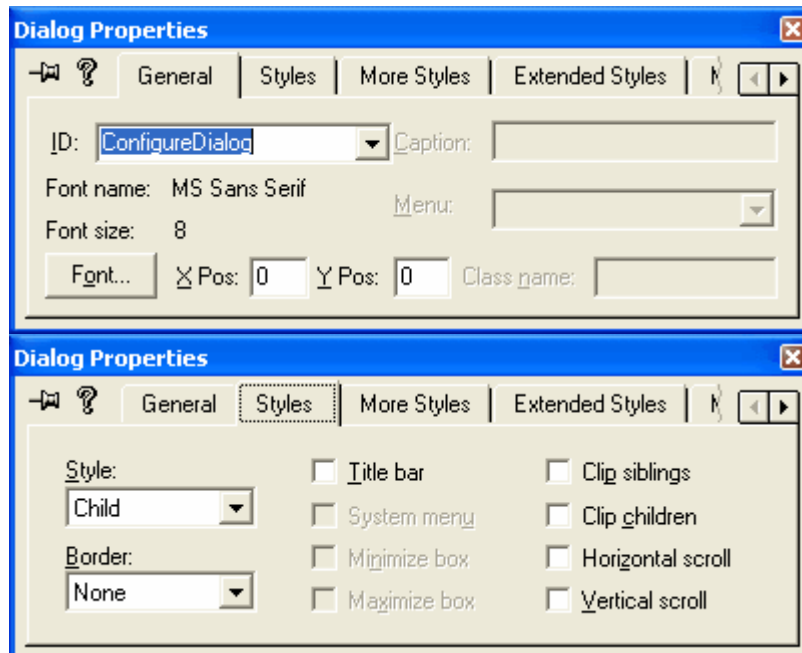 Dialog Properties
General Styles More Styles Extended Styles
ID: ConfigureDialog Caption:
Font name: MS Sans Serif
Menu:
Font size: 8
Font... X Pos: 0 Y Pos: 0 Class name:
Dialog Properties
General Styles More Styles Extended Styles
Style: Title bar Clip siblings
Child System menu Clip children
Border: Minimize box Horizontal scroll
None Maximize box Vertical scroll